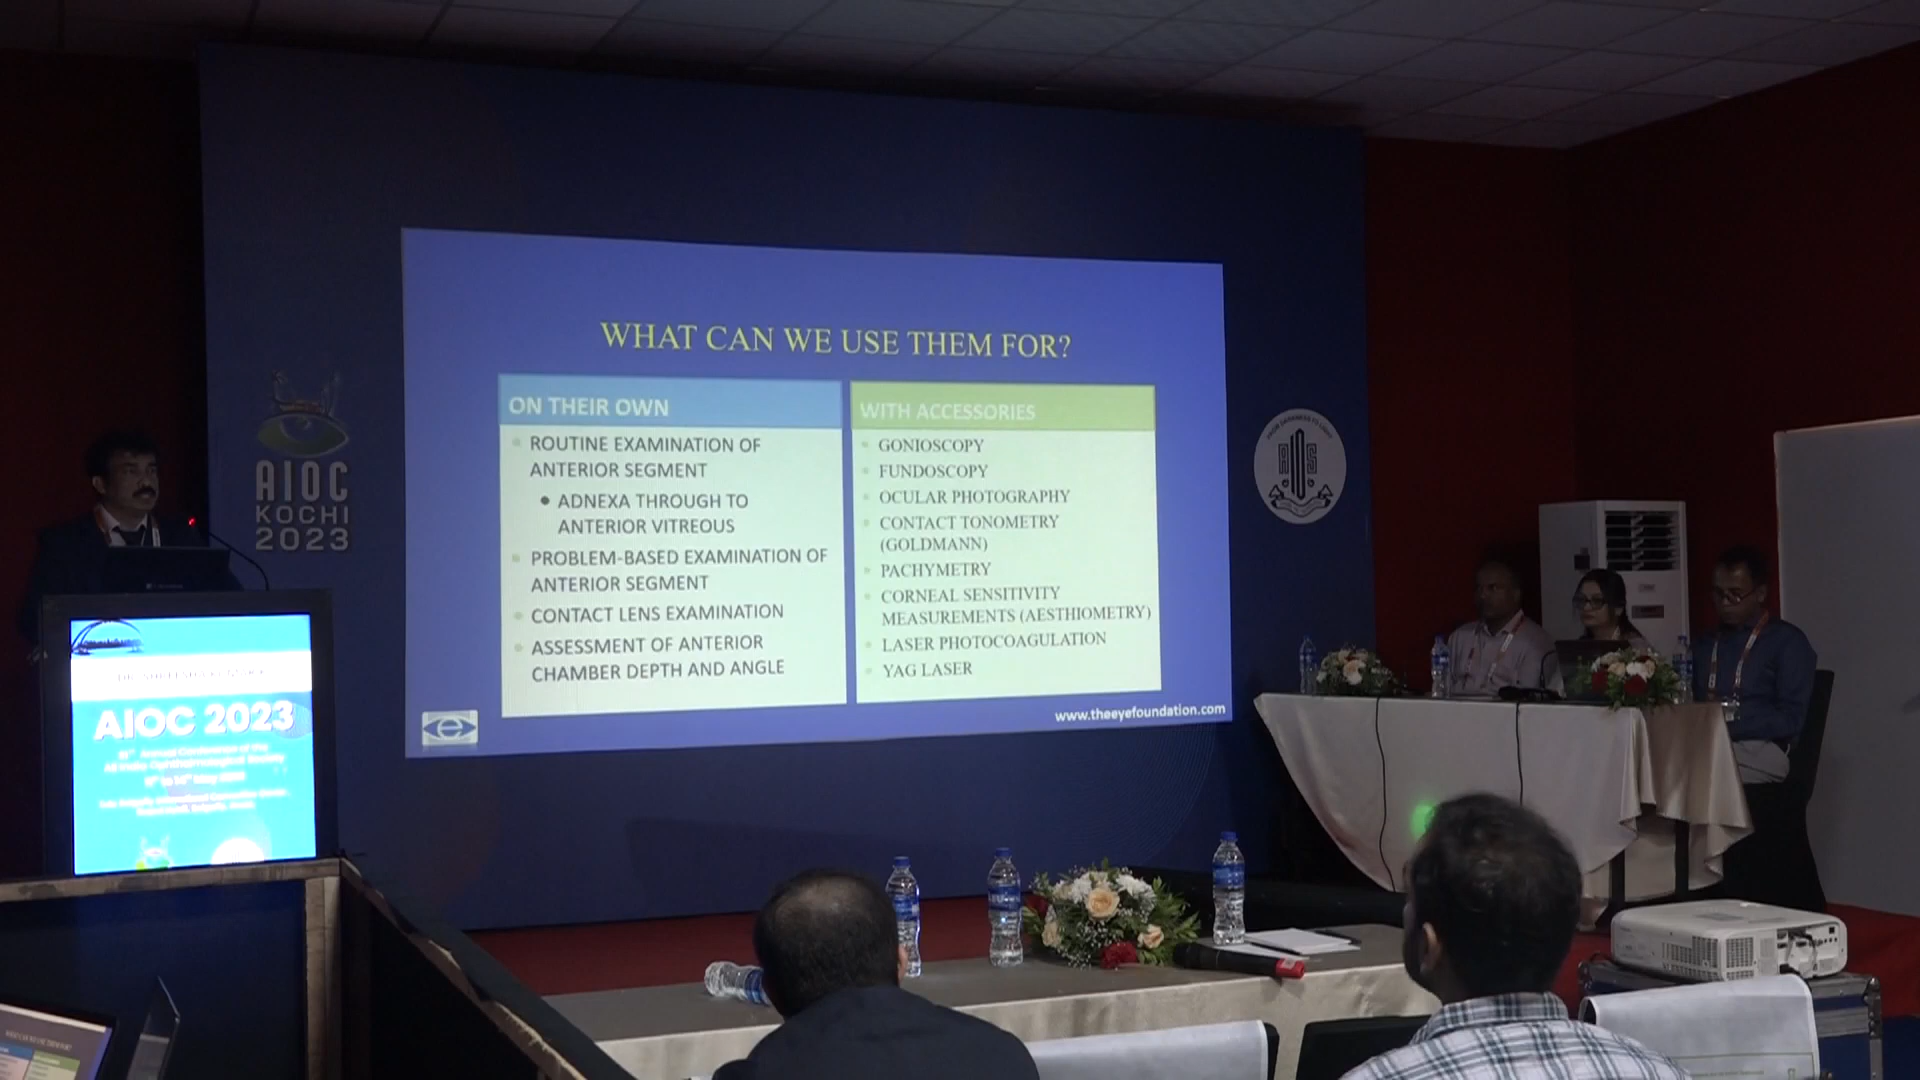 WHAT CAN WE USE THEM FOR?
ON THEIR OWN
ROUTINE EXAMINATION OF
ANTERIOR SEGMENT
ADNEXA THROUGH TO
ANTERIOR VITREOUS
PROBLEM-BASED EXAMINATION OF
ANTERIOR SEGMENT
CONTACT LENS EXAMINATION
ASSESSMENT OF ANTERIOR
CHAMBER DEPTH AND ANGLE
WITH ACCESSORIES
GONIOSCOPY
FUNDOSCOPY
OCULAR PHOTOGRAPHY
CONTACT TONOMETRY
(GOLDMANN)
PACHYMETRY
CORNEAL SENSITIVITY
MEASUREMENTS (AESTHIOMETRY)
LASER PHOTOCOAGULATION
YAG LASER
www.theeyefoundation.com
AIOC
KOCHI
2023
AIOC 2023